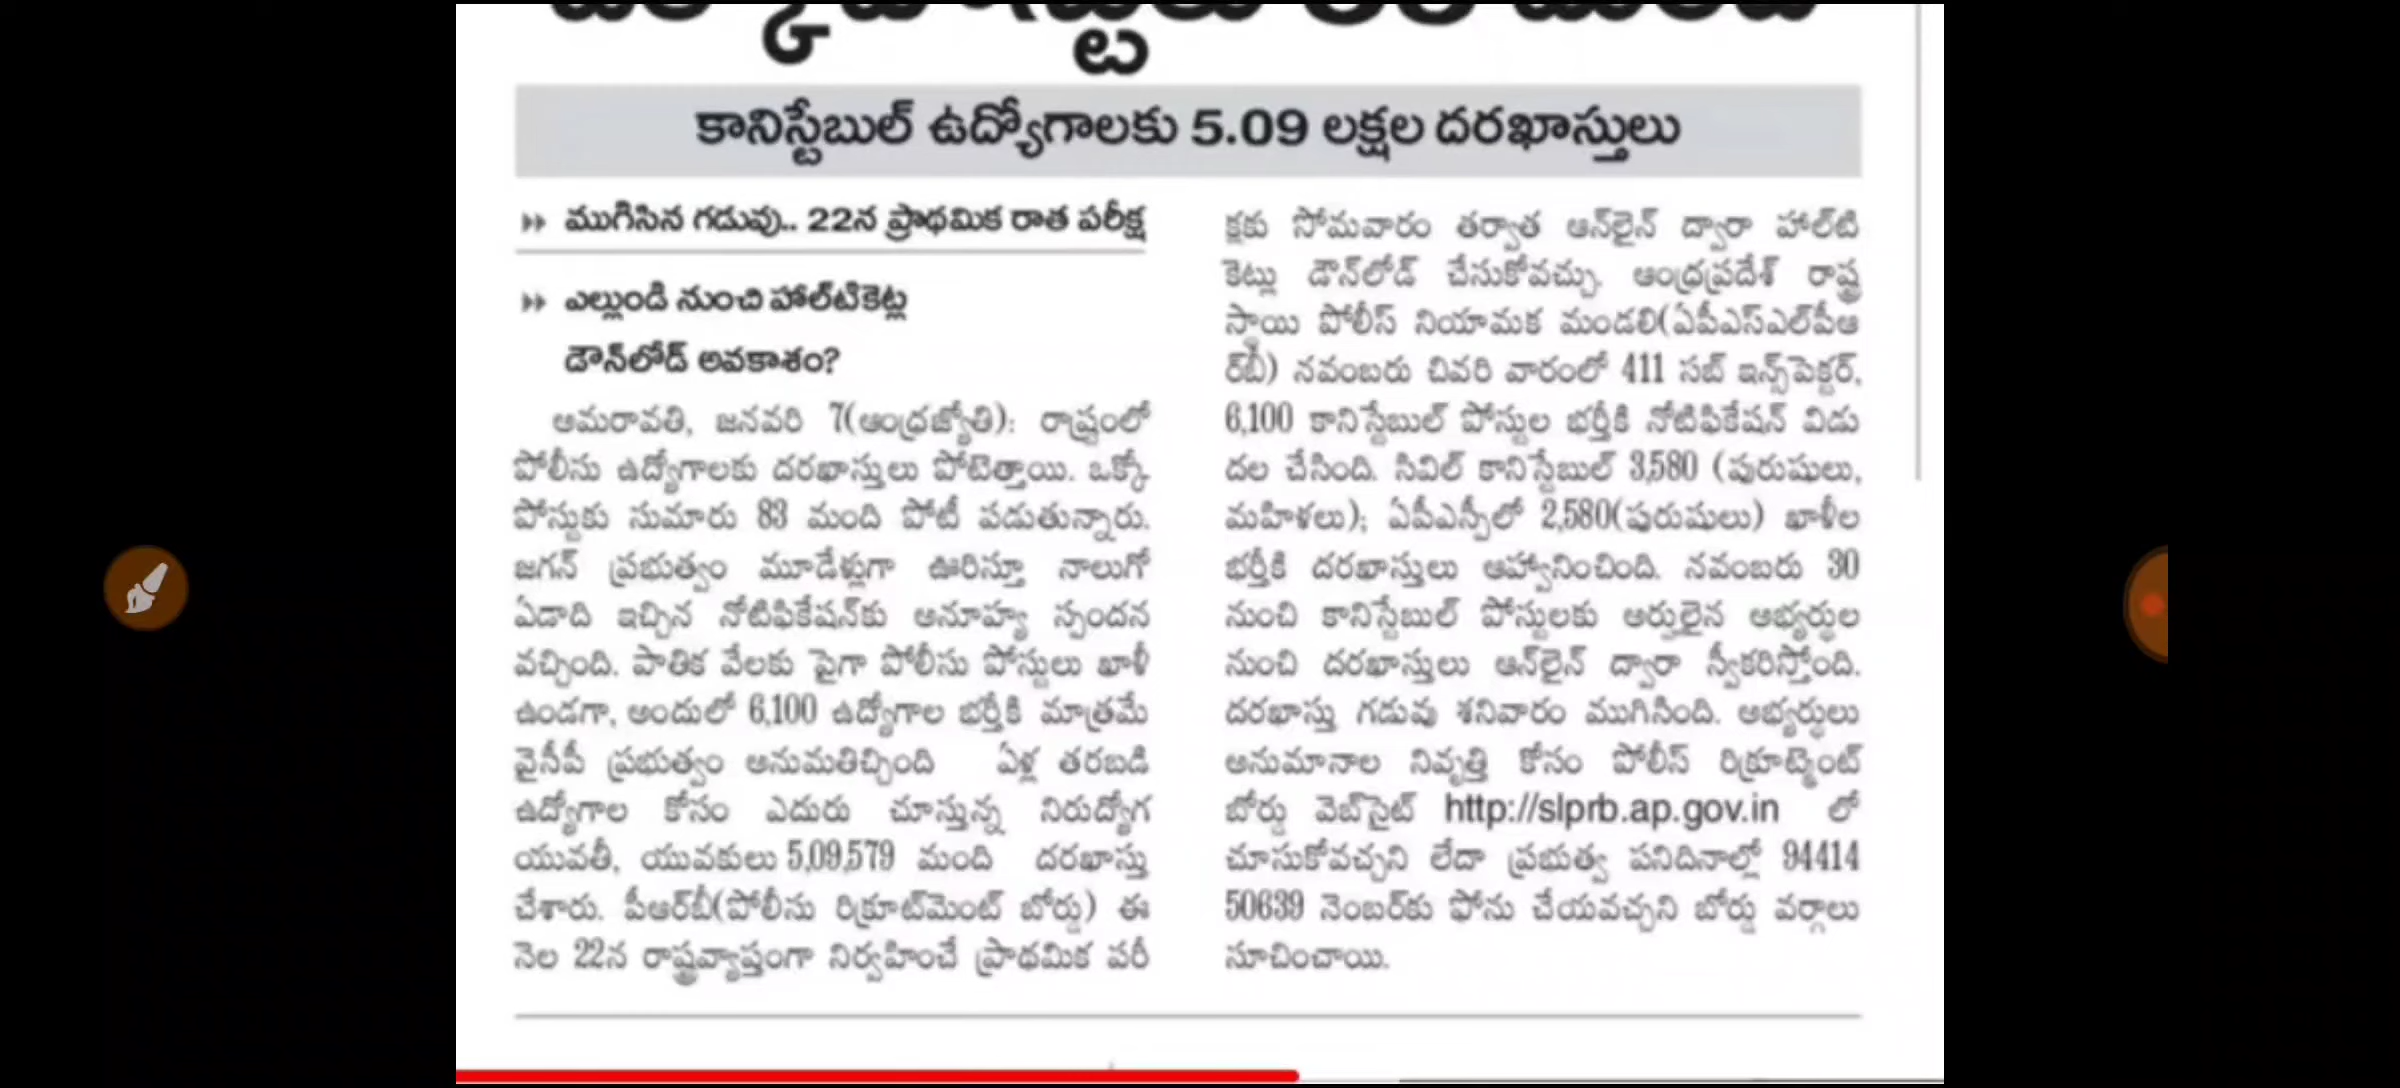 కానిస్టేబుల్ ఉద్యోగాలకు 5.09 లక్షల దరఖాస్తులు
ముగిసిన గడువు.. 22న ప్రాథమిక రాత పరీక్ష
ఎల్లుండి నుంచి హాల్‌టికెట్ల
డౌన్‌లోడ్ అవకాశం?
అమరావతి, జనవరి 7(ఆంధ్రజ్యోతి): రాష్ట్రంలో
పోలీసు ఉద్యోగాలకు దరఖాస్తులు పోటెత్తాయి. ఒక్కో
పోస్టుకు సుమారు 83 మంది పోటీ పడుతున్నారు.
జగన్ ప్రభుత్వం మూడేళ్లుగా ఊరిస్తూ నాలుగో
ఏడాది ఇచ్చిన నోటిఫికేషన్‌కు అనూహ్య స్పందన
వచ్చింది. పాతిక వేలకు పైగా పోలీసు పోస్టులు ఖాళీ
ఉండగా, అందులో 6,100 ఉద్యోగాల భర్తీకి మాత్రమే
వైసీపీ ప్రభుత్వం అనుమతిచ్చింది ఏళ్ల తరబడి
ఉద్యోగాల కోసం ఎదురు చూస్తున్న నిరుద్యోగ
యువతీ, యువకులు 5,09,579 మంది దరఖాస్తు
చేశారు. పీఆర్‌బీ(పోలీసు రిక్రూట్‌మెంట్ బోర్డు) ఈ
నెల 22న రాష్ట్రవ్యాప్తంగా నిర్వహించే ప్రాథమిక పరీ
క్షకు సోమవారం తర్వాత ఆన్‌లైన్ ద్వారా హాల్‌టి
కెట్లు డౌన్‌లోడ్ చేసుకోవచ్చు. ఆంధ్రప్రదేశ్ రాష్ట్ర
స్థాయి పోలీస్ నియామక మండలి(ఏపీఎస్ఎల్‌పీఆ
ర్‌బీ) నవంబరు చివరి వారంలో 411 సబ్ ఇన్స్‌పెక్టర్,
6,100 కానిస్టేబుల్ పోస్టుల భర్తీకి నోటిఫికేషన్ విడు
దల చేసింది. సివిల్ కానిస్టేబుల్ 3,580 (పురుషులు,
మహిళలు); ఏపీఎస్పీలో 2,580(పురుషులు) ఖాళీల
భర్తీకి దరఖాస్తులు ఆహ్వానించింది. నవంబరు 30
నుంచి కానిస్టేబుల్ పోస్టులకు అర్హులైన అభ్యర్థుల
నుంచి దరఖాస్తులు ఆన్‌లైన్ ద్వారా స్వీకరిస్తోంది.
దరఖాస్తు గడువు శనివారం ముగిసింది. అభ్యర్థులు
అనుమానాల నివృత్తి కోసం పోలీస్ రిక్రూట్మెంట్
బోర్డు వెబ్‌సైట్ http://slprb.ap.gov.in లో
చూసుకోవచ్చని లేదా ప్రభుత్వ పనిదినాల్లో 94414
50639 నెంబర్‌కు ఫోను చేయవచ్చని బోర్డు వర్గాలు
సూచించాయి.